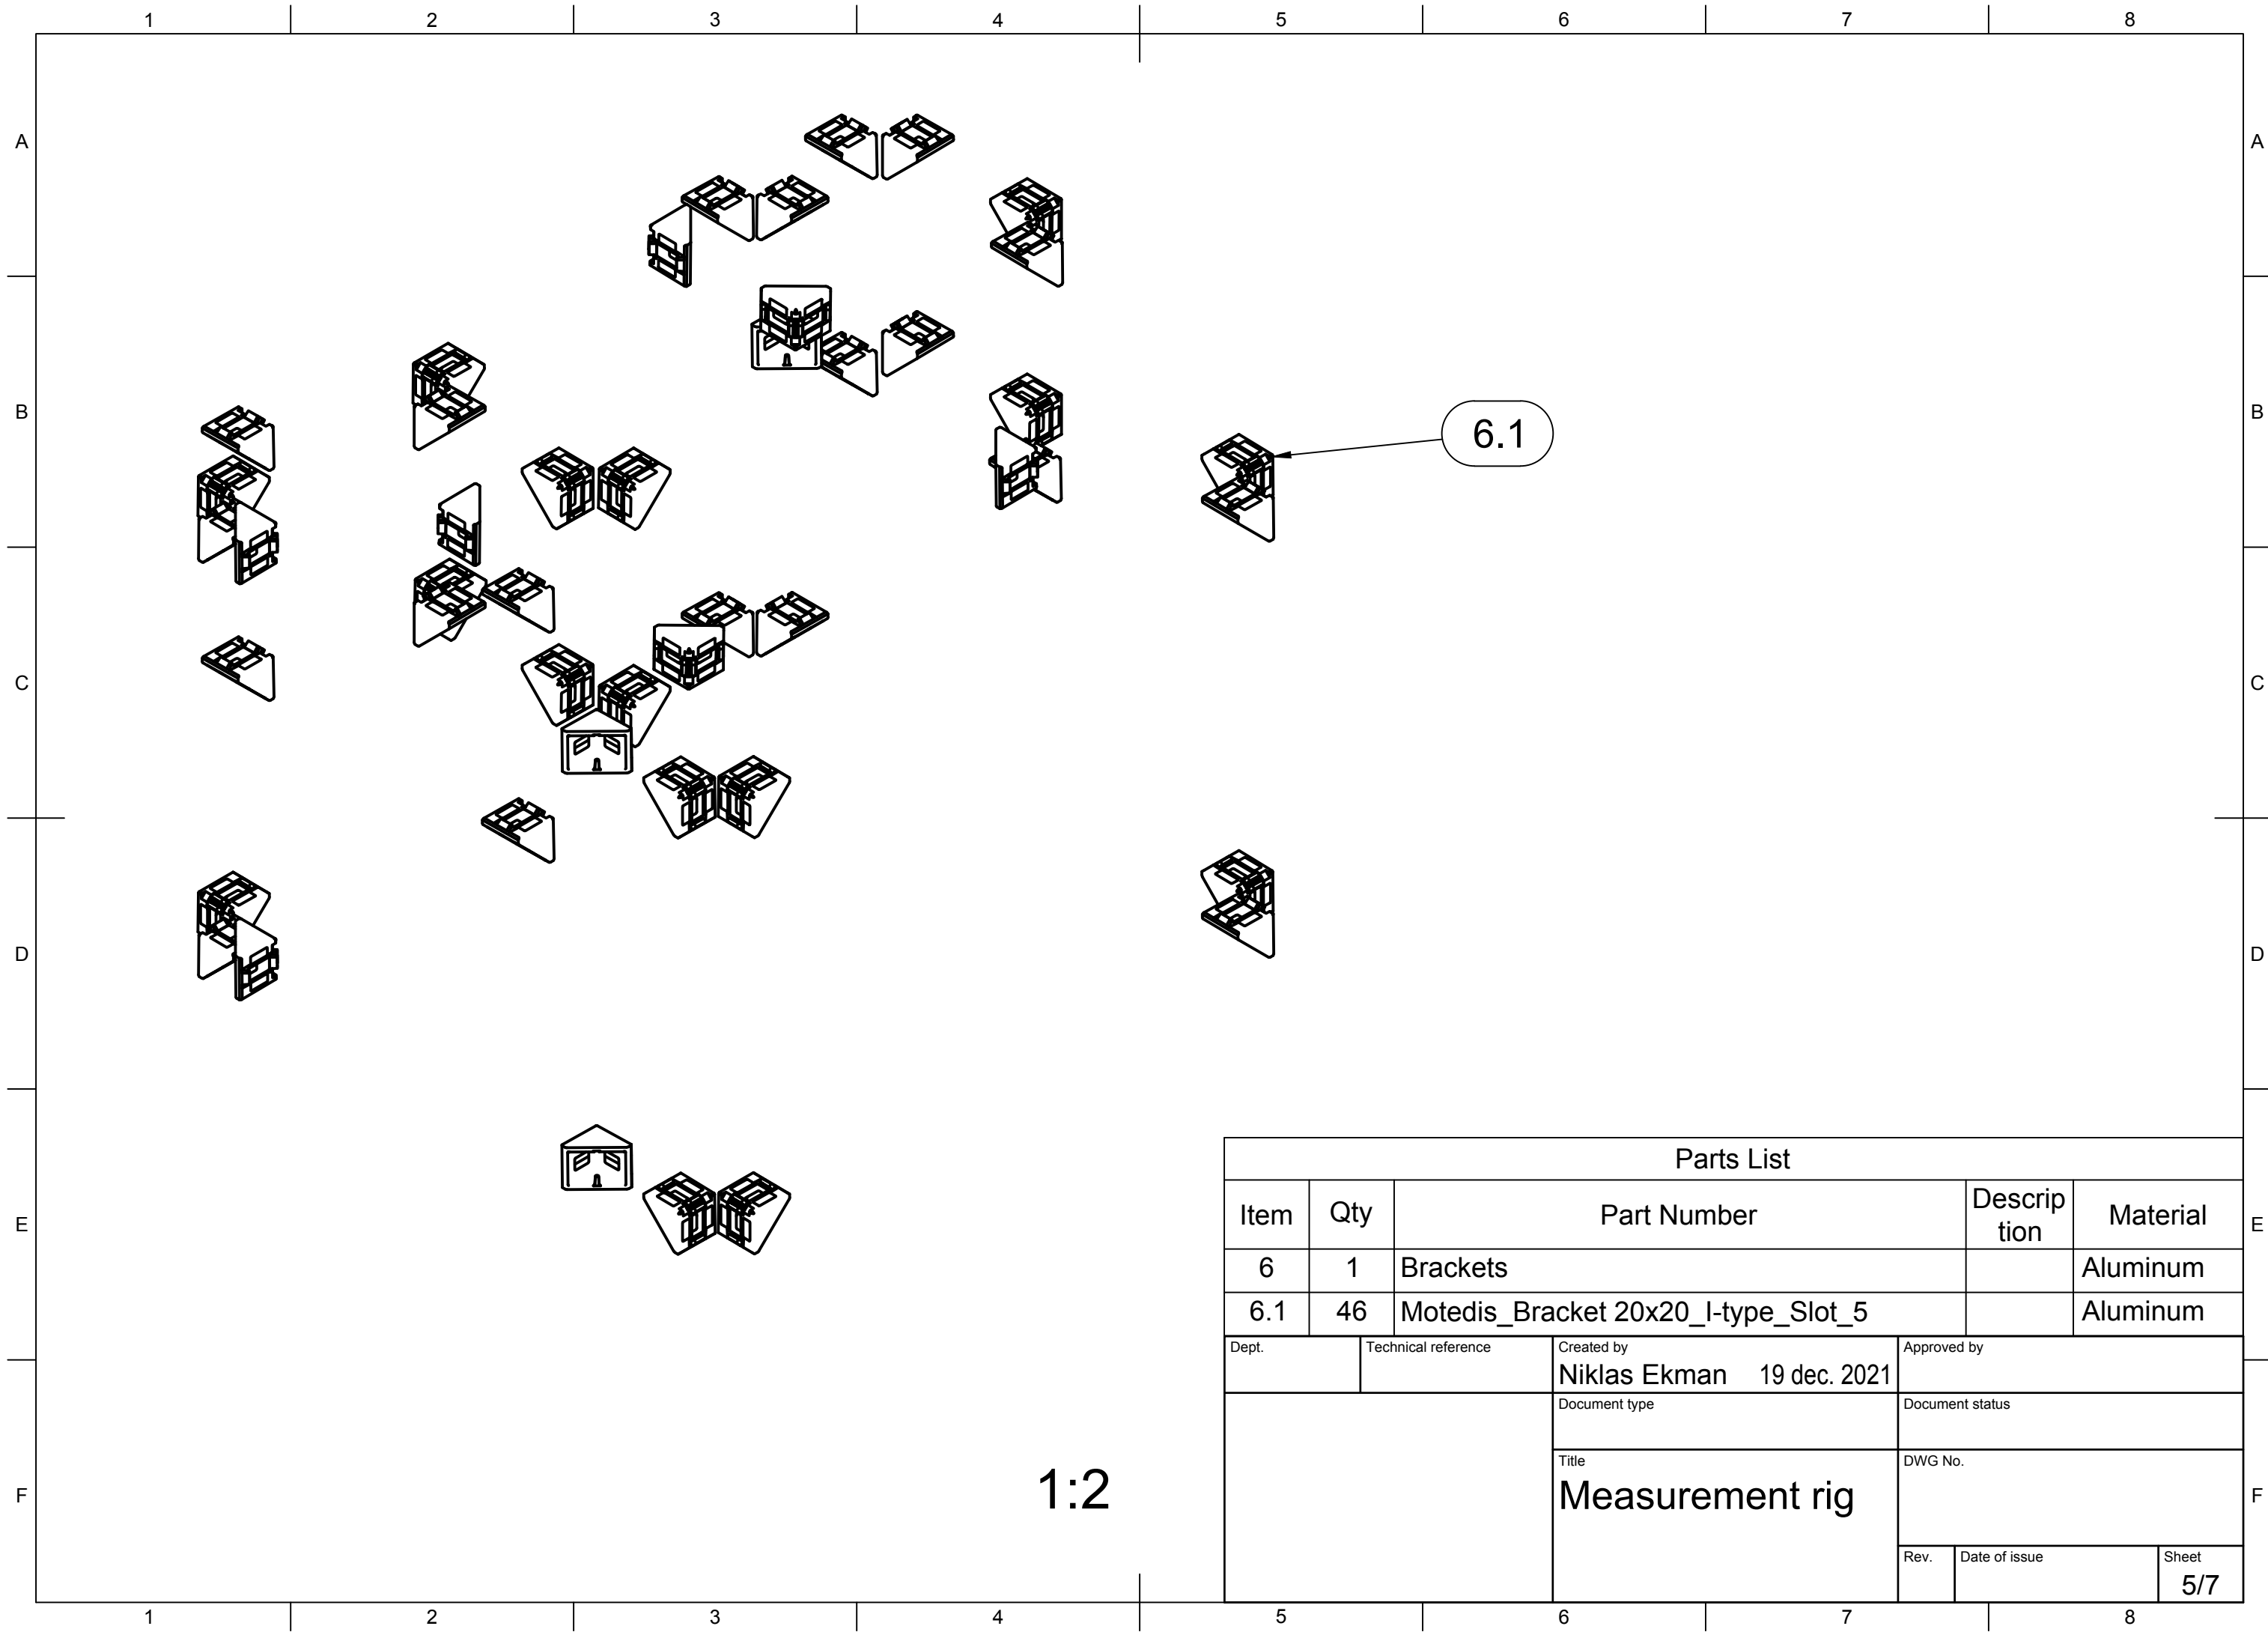 1 2 3 4 5 6 7 8
A A
B B
6.1
C C
D D
Parts List
Item Qty Part Number Descrip
tion Material
6 1 Brackets Aluminum
6.1 46 Motedis_Bracket 20x20_I-type_Slot_5 Aluminum
E E
Dept. Technical reference Created by Approved by
Niklas Ekman 19 dec. 2021
Document type Document status
Title DWG No.
Measurement rig
1:2
F F
Rev. Date of issue Sheet
5/7
1 2 3 4 5 6 7 8